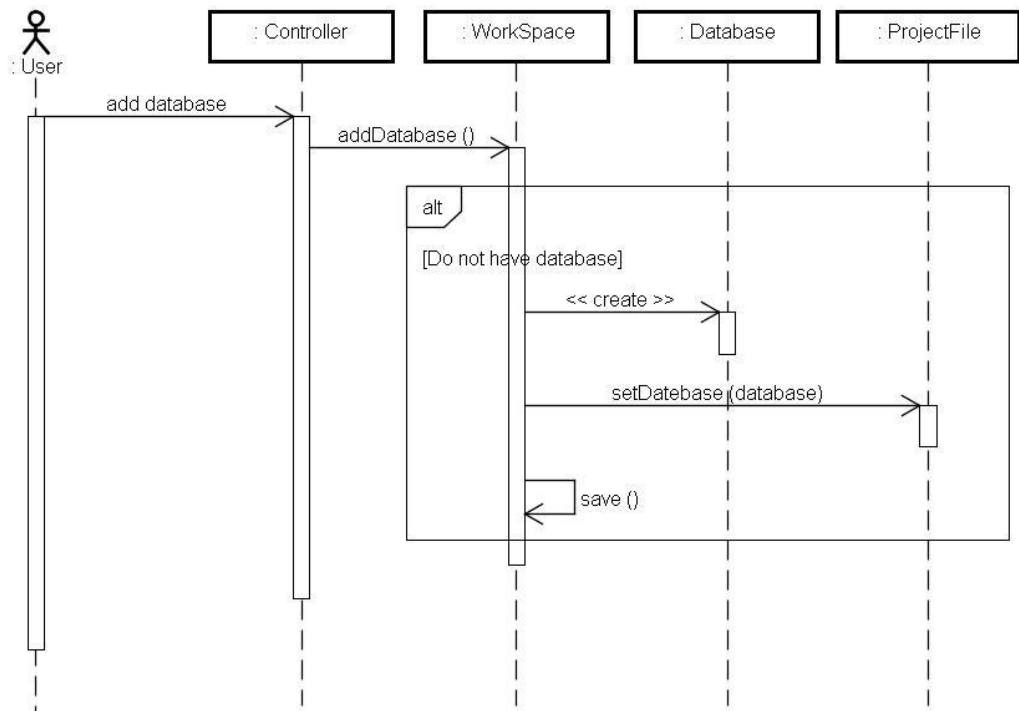 : Controller
: WorkSpace
: Database
: ProjectFile
: User
add database
addDatabase ()
alt
[Do not have database]
<< create >>
setDatebase (database)
save ()